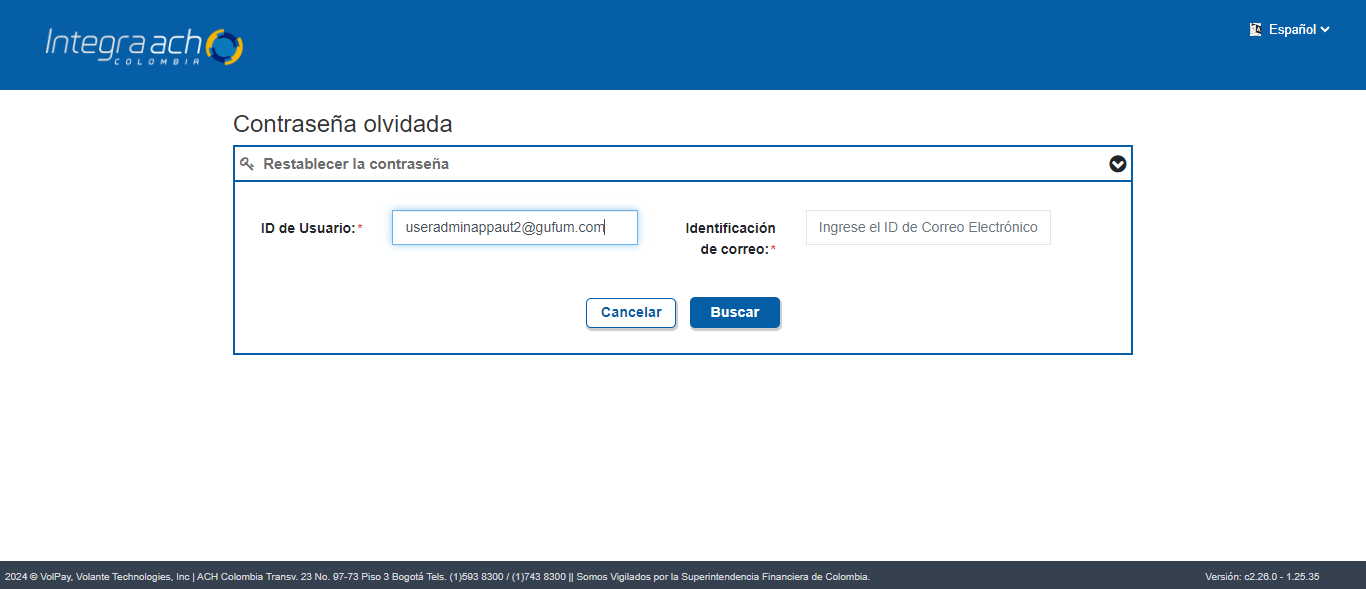 Integra ach
COLOMBIA
Español
Contraseña olvidada
Restablecer la contraseña
ID de Usuario:*
useradminappaut2@gufum.com
Identificación
de correo:*
Ingrese el ID de Correo Electrónico
Cancelar
Buscar
2024 © VolPay, Volante Technologies, Inc | ACH Colombia Transv. 23 No. 97-73 Piso 3 Bogotá Tels. (1)593 8300 / (1)743 8300 || Somos Vigilados por la Superintendencia Financiera de Colombia.
Versión: c2.26.0 - 1.25.35